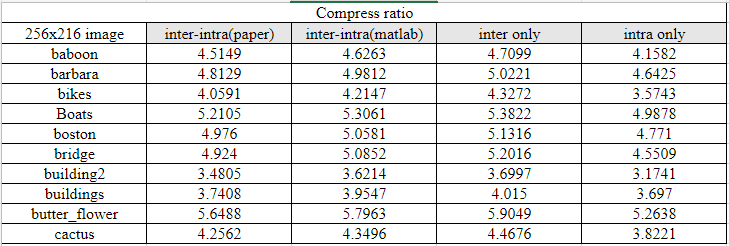 Compress ratio
256x216 image inter-intra(paper) inter-intra(matlab) inter only intra only
baboon 4.5149 4.6263 4.7099 4.1582
barbara 4.8129 4.9812 5.0221 4.6425
bikes 4.0591 4.2147 4.3272 3.5743
Boats 5.2105 5.3061 5.3822 4.9878
boston 4.976 5.0581 5.1316 4.771
bridge 4.924 5.0852 5.2016 4.5509
building2 3.4805 3.6214 3.6997 3.1741
buildings 3.7408 3.9547 4.015 3.697
butter_flower 5.6488 5.7963 5.9049 5.2638
cactus 4.2562 4.3496 4.4676 3.8221